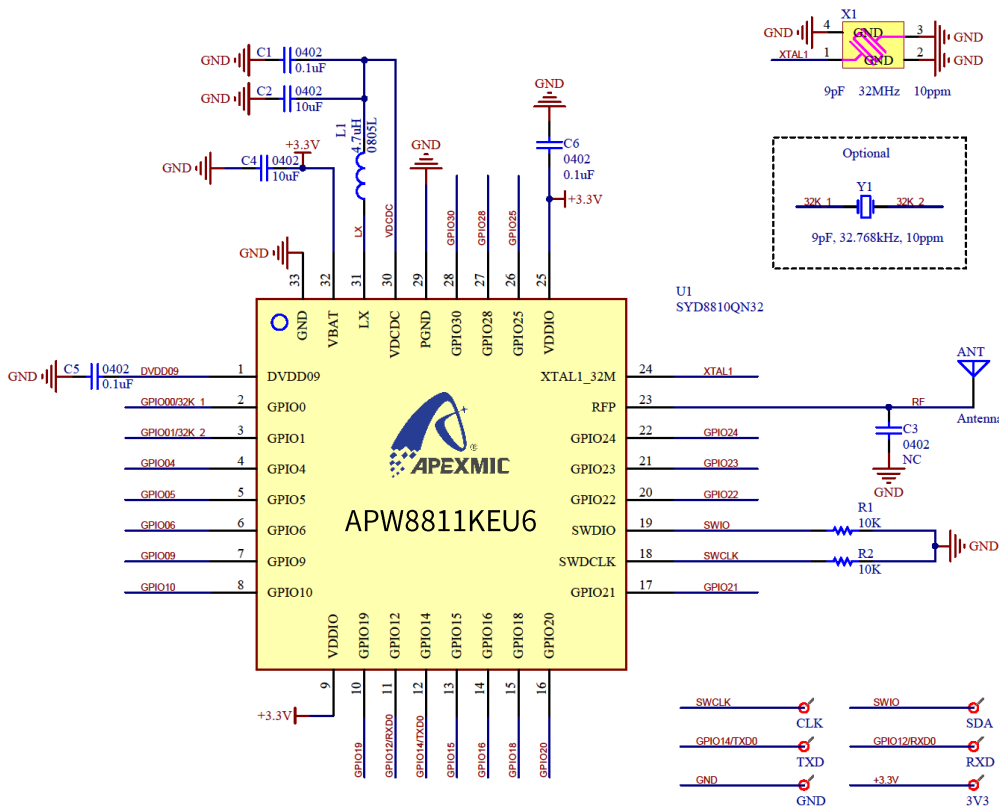 X1
GND
4
GND
3
GND
XTAL1
1
GND
2
GND
9pF
32MHz
10ppm
GND
C1
0402
0.1uF
GND
C2
0402
10uF
L1
4.7uH
0805L
+3.3V
GND
C4
0402
10uF
GND
GND
C6
0402
0.1uF
+3.3V
Optional
Y1
32K_1
32K_2
9pF, 32.768kHz, 10ppm
LX
VDCDC
GPIO30
GPIO28
GPIO25
GND
33
32
31
30
29
28
27
26
25
U1
SYD8810QN32
GND
VBAT
LX
VDCDC
PGND
GPIO30
GPIO28
GPIO25
VDDIO
GND
C5
0402
0.1uF
DVDD09
1
DVDD09
GPIO00/32K_1
2
GPIO0
GPIO01/32K_2
3
GPIO1
GPIO04
4
GPIO4
GPIO05
5
GPIO5
GPIO06
6
GPIO6
GPIO09
7
GPIO9
GPIO10
8
GPIO10
®
APEXMIC
APW8811KEU6
XTAL1_32M
24
XTAL1
RFP
23
RF
GPIO24
22
GPIO24
GPIO23
21
GPIO23
GPIO22
20
GPIO22
SWDIO
19
SWIO
SWDCLK
18
SWCLK
GPIO21
17
GPIO21
ANT
Antenna
C3
0402
NC
GND
R1
10K
R2
10K
GND
VDDIO
GPIO19
GPIO12
GPIO14
GPIO15
GPIO16
GPIO18
GPIO20
9
10
11
12
13
14
15
16
+3.3V
GPIO19
GPIO12/RXD0
GPIO14/TXD0
GPIO15
GPIO16
GPIO18
GPIO20
SWCLK
CLK
SWIO
SDA
GPIO14/TXD0
TXD
GPIO12/RXD0
RXD
GND
GND
+3.3V
3V3